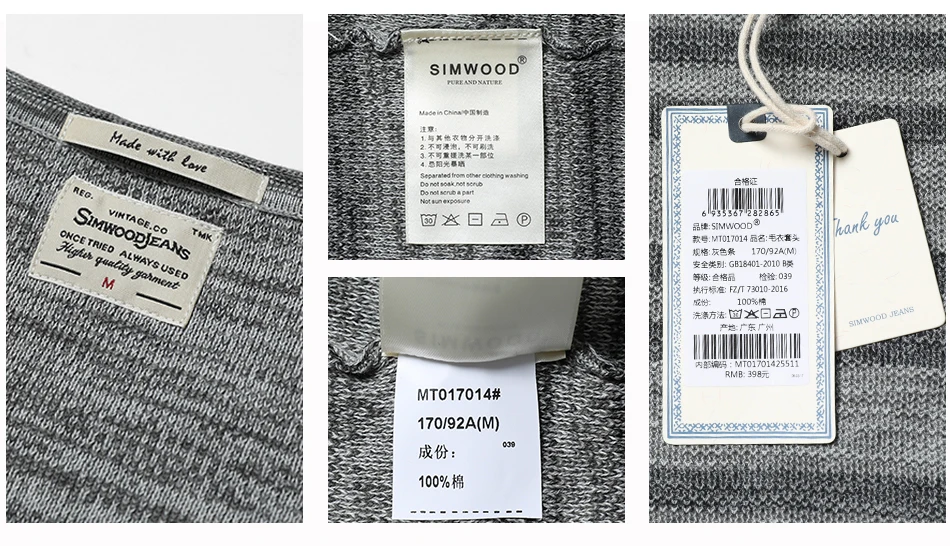 Made with love
REG.
VINTAGE.CO
TMK
SIMWOODJEANS
ONCE TRIED ALWAYS USED
Higher quality garment
M
SIMWOOD®
PURE AND NATURE
Made in China/中国制造
注意:
1. 与其他衣物分开洗涤
2. 不可浸泡，不可刷洗
3. 不可重搓洗某一部位
4. 忌阳光暴晒
Separated from other clothing washing
Do not soak,not scrub
Do not scrub a part
Not sun exposure
30
P
MT017014#
170/92A(M)
成份：
039
100%棉
合格证
6 935367 282865
品牌: SIMWOOD®
款号: MT017014 品名: 毛衣套头
规格: 灰色条 170/92A(M)
安全类别: GB18401-2010 B类
等级: 合格品 检验: 039
执行标准: FZ/T 73010-2016
成份: 100%棉
洗涤方法:
产地: 广东 广州
内部编码：MT01701425511
RMB: 398元
Thank you
SIMWOOD JEANS